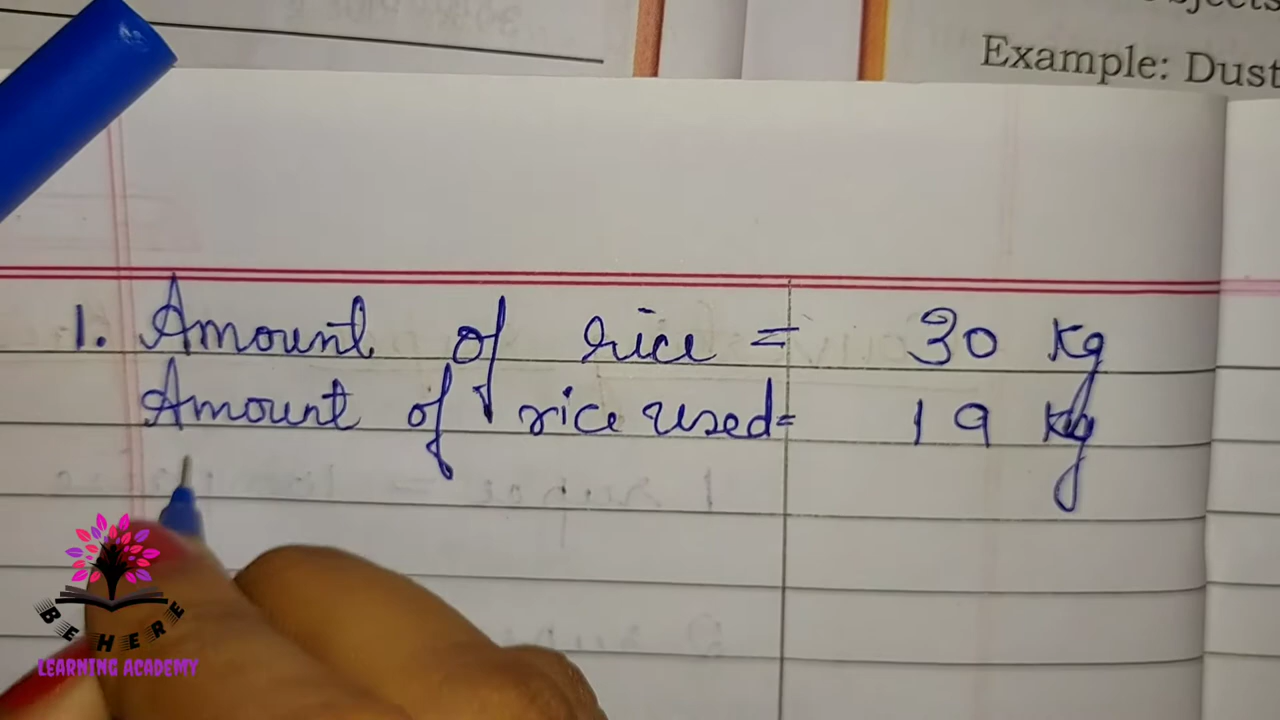 Example: Dust
1. Amount of rice = 30 kg
Amount of rice used= 19 kg
BE HERE
LEARNING ACADEMY